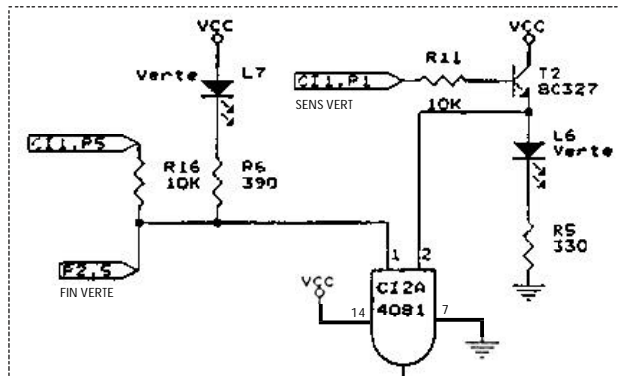 VCC
VCC
Verte
L7
R11
T2
BC327
CI1,P1
SENS VERT
10K
L6
Verte
CI1,P5
R16
10K
R6
390
R5
330
P2,5
FIN VERTE
1
2
VCC
14
CI2A
4081
7